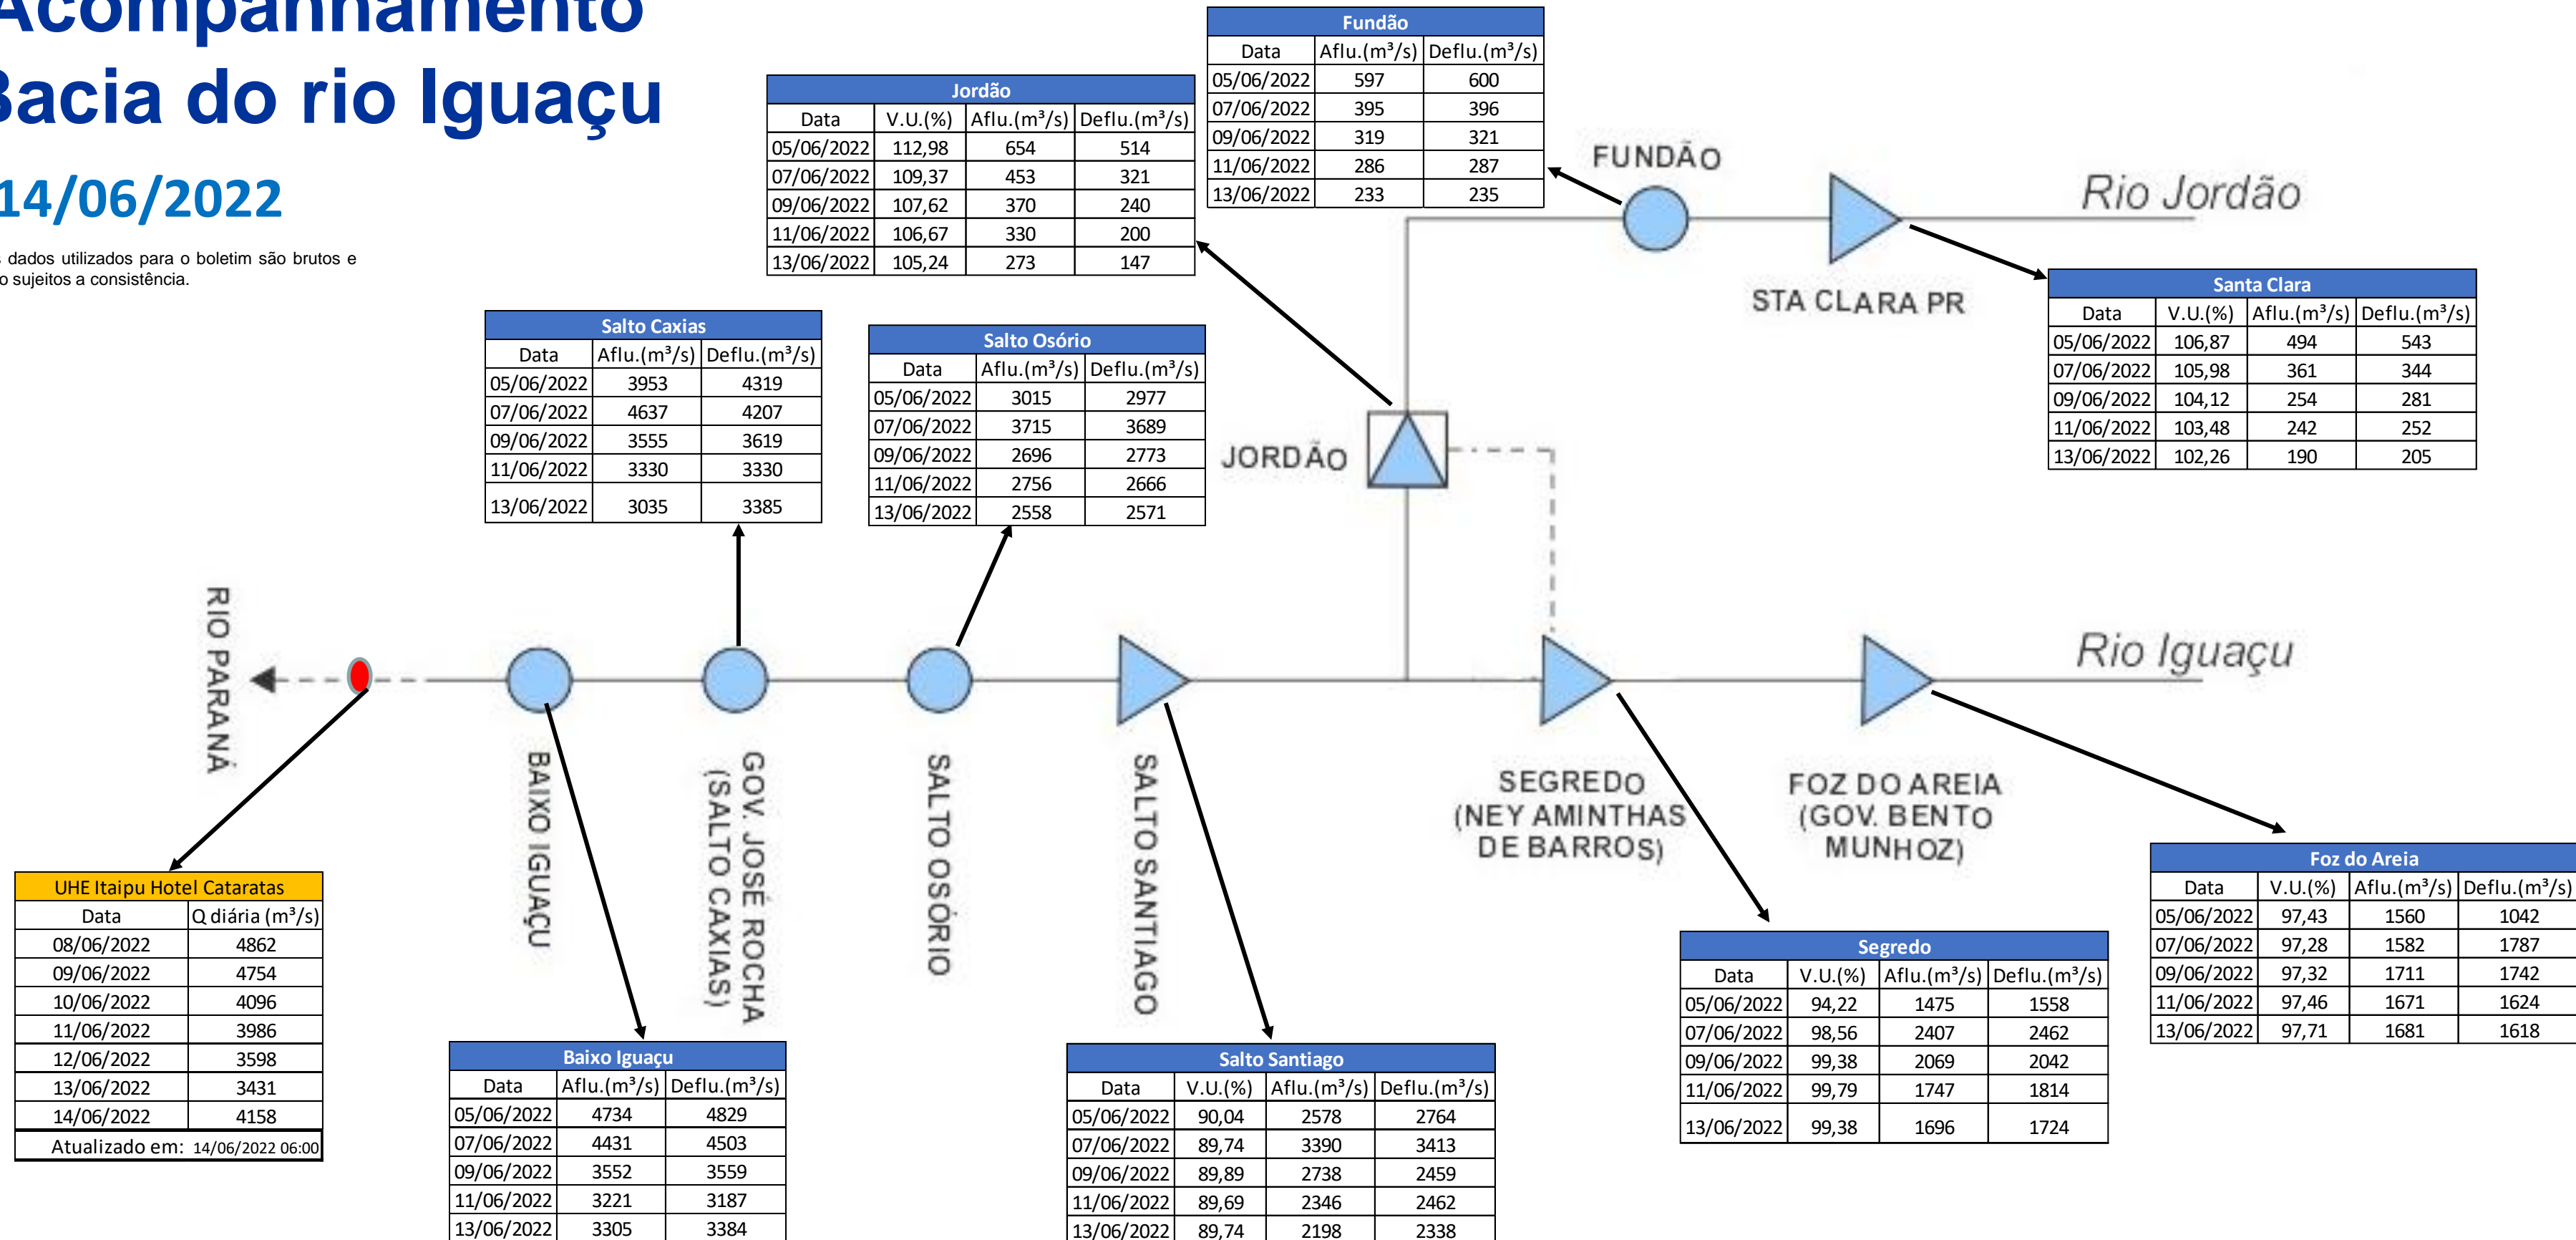 Acompanhamento
Bacia do rio Iguaçu
14/06/2022
s dados utilizados para o boletim são brutos e
o sujeitos a consistência.
Fundão
Data Aflu.(m³/s) Deflu.(m³/s)
05/06/2022 597 600
07/06/2022 395 396
09/06/2022 319 321
11/06/2022 286 287
13/06/2022 233 235
Jordão
Data V.U.(%) Aflu.(m³/s) Deflu.(m³/s)
05/06/2022 112,98 654 514
07/06/2022 109,37 453 321
09/06/2022 107,62 370 240
11/06/2022 106,67 330 200
13/06/2022 105,24 273 147
FUNDÃO
Rio Jordão
STA CLARA PR
Santa Clara
Data V.U.(%) Aflu.(m³/s) Deflu.(m³/s)
05/06/2022 106,87 494 543
07/06/2022 105,98 361 344
09/06/2022 104,12 254 281
11/06/2022 103,48 242 252
13/06/2022 102,26 190 205
Salto Caxias
Data Aflu.(m³/s) Deflu.(m³/s)
05/06/2022 3953 4319
07/06/2022 4637 4207
09/06/2022 3555 3619
11/06/2022 3330 3330
13/06/2022 3035 3385
Salto Osório
Data Aflu.(m³/s) Deflu.(m³/s)
05/06/2022 3015 2977
07/06/2022 3715 3689
09/06/2022 2696 2773
11/06/2022 2756 2666
13/06/2022 2558 2571
JORDÃO
RIO PARANÁ
Rio Iguaçu
BAIXO IGUAÇU
GOV. JOSÉ ROCHA
(SALTO CAXIAS)
SALTO OSÓRIO
SALTO SANTIAGO
SEGREDO
(NEY AMINTHAS
DE BARROS)
FOZ DO AREIA
(GOV. BENTO
MUNHOZ)
UHE Itaipu Hotel Cataratas
Data Q diária (m³/s)
08/06/2022 4862
09/06/2022 4754
10/06/2022 4096
11/06/2022 3986
12/06/2022 3598
13/06/2022 3431
14/06/2022 4158
Atualizado em: 14/06/2022 06:00
Baixo Iguaçu
Data Aflu.(m³/s) Deflu.(m³/s)
05/06/2022 4734 4829
07/06/2022 4431 4503
09/06/2022 3552 3559
11/06/2022 3221 3187
13/06/2022 3305 3384
Salto Santiago
Data V.U.(%) Aflu.(m³/s) Deflu.(m³/s)
05/06/2022 90,04 2578 2764
07/06/2022 89,74 3390 3413
09/06/2022 89,89 2738 2459
11/06/2022 89,69 2346 2462
13/06/2022 89,74 2198 2338
Segredo
Data V.U.(%) Aflu.(m³/s) Deflu.(m³/s)
05/06/2022 94,22 1475 1558
07/06/2022 98,56 2407 2462
09/06/2022 99,38 2069 2042
11/06/2022 99,79 1747 1814
13/06/2022 99,38 1696 1724
Foz do Areia
Data V.U.(%) Aflu.(m³/s) Deflu.(m³/s)
05/06/2022 97,43 1560 1042
07/06/2022 97,28 1582 1787
09/06/2022 97,32 1711 1742
11/06/2022 97,46 1671 1624
13/06/2022 97,71 1681 1618